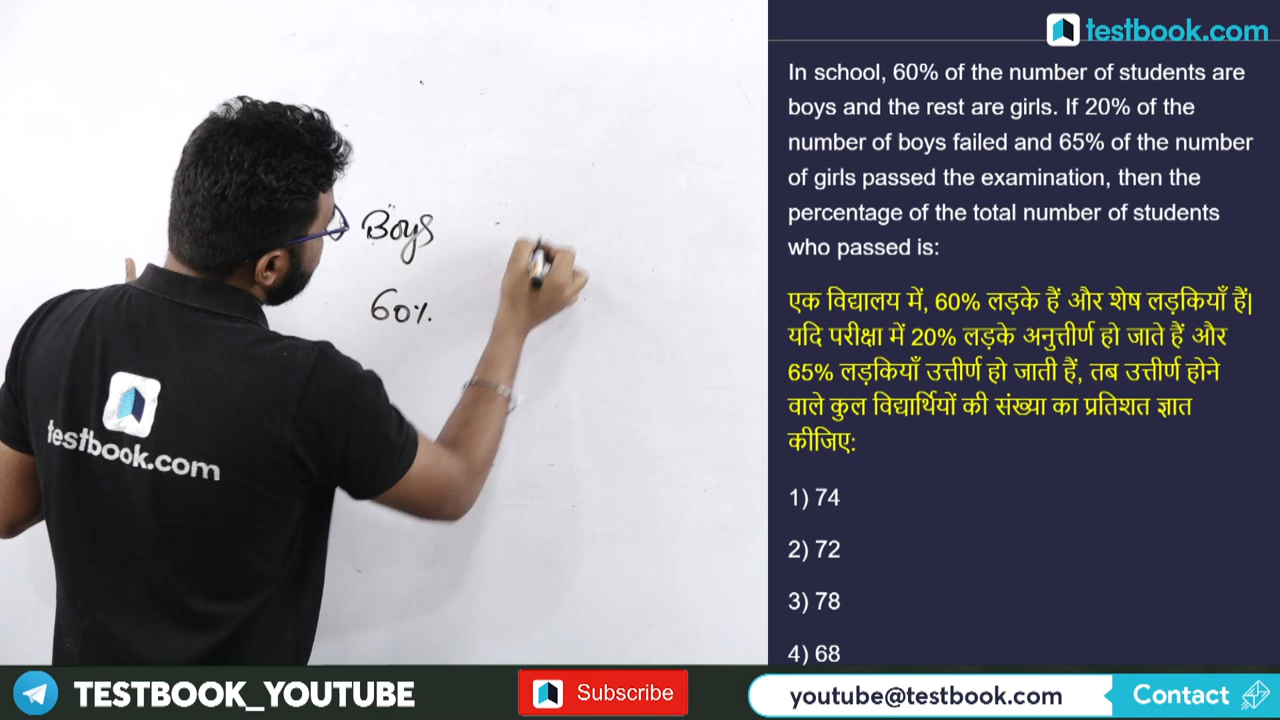 testbook.com
In school, 60% of the number of students are
boys and the rest are girls. If 20% of the
number of boys failed and 65% of the number
of girls passed the examination, then the
percentage of the total number of students
who passed is:
एक विद्यालय में, 60% लड़के हैं और शेष लड़कियाँ हैं|
यदि परीक्षा में 20% लड़के अनुत्तीर्ण हो जाते हैं और
65% लड़कियाँ उत्तीर्ण हो जाती हैं, तब उत्तीर्ण होने
वाले कुल विद्यार्थियों की संख्या का प्रतिशत ज्ञात
कीजिए:
1) 74
2) 72
3) 78
4) 68
Boys
60%.
testbook.com
TESTBOOK_YOUTUBE
Subscribe
youtube@testbook.com
Contact